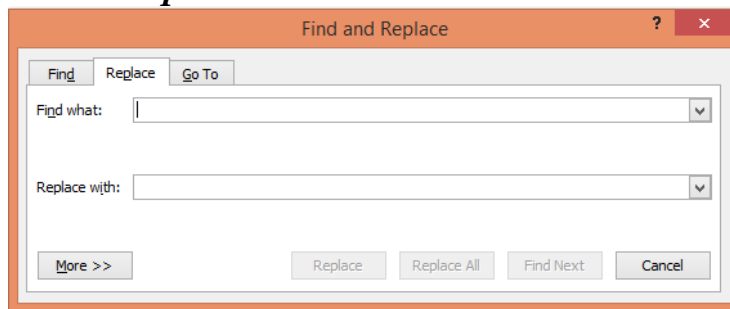 Find and Replace ?
Find Replace Go To
Find what:
Replace with:
More >> Replace Replace All Find Next Cancel